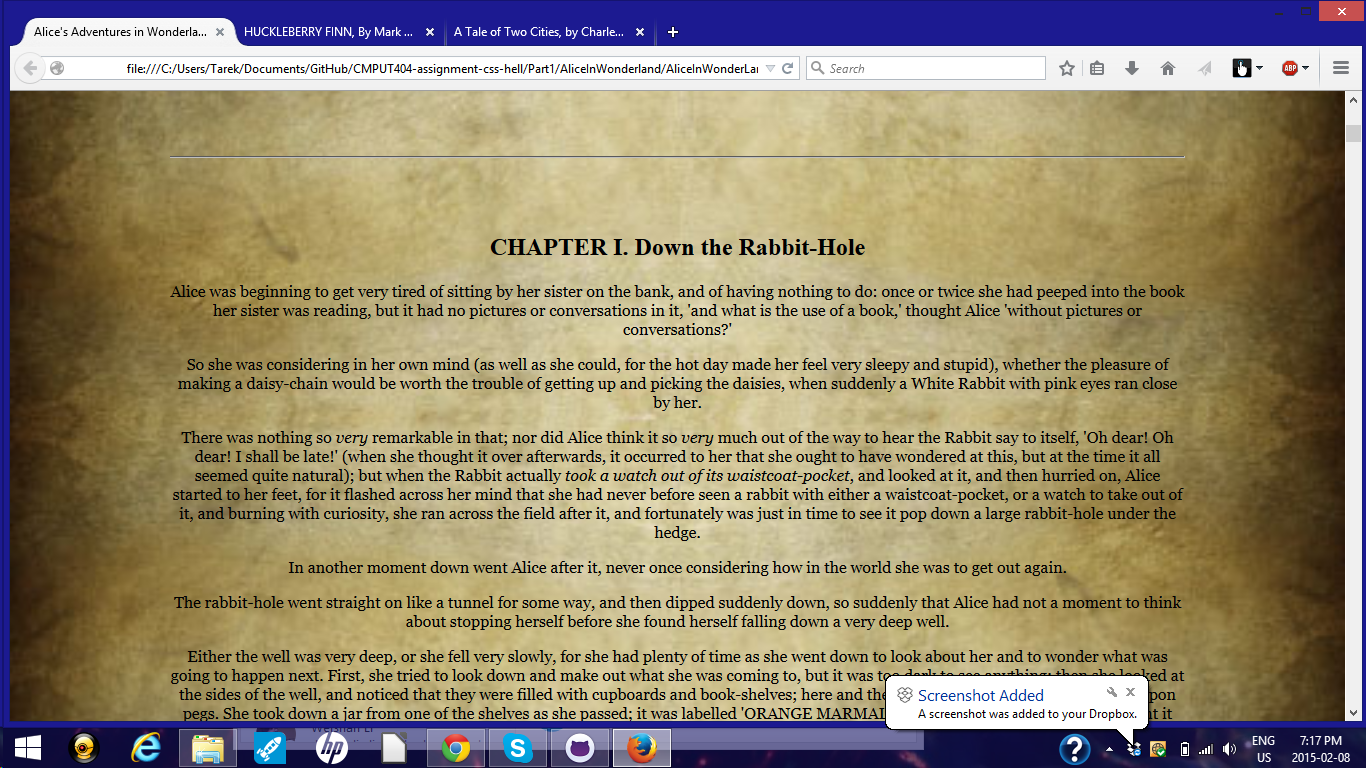 Alice's Adventures in Wonderla...
HUCKLEBERRY FINN, By Mark ...
A Tale of Two Cities, by Charle...
file:///C:/Users/Tarek/Documents/GitHub/CMPUT404-assignment-css-hell/Part1/AliceInWonderland/AliceInWonderLan
Search
ABP
CHAPTER I. Down the Rabbit-Hole
Alice was beginning to get very tired of sitting by her sister on the bank, and of having nothing to do: once or twice she had peeped into the book
her sister was reading, but it had no pictures or conversations in it, 'and what is the use of a book,' thought Alice 'without pictures or
conversations?'
So she was considering in her own mind (as well as she could, for the hot day made her feel very sleepy and stupid), whether the pleasure of
making a daisy-chain would be worth the trouble of getting up and picking the daisies, when suddenly a White Rabbit with pink eyes ran close
by her.
There was nothing so very remarkable in that; nor did Alice think it so very much out of the way to hear the Rabbit say to itself, 'Oh dear! Oh
dear! I shall be late!' (when she thought it over afterwards, it occurred to her that she ought to have wondered at this, but at the time it all
seemed quite natural); but when the Rabbit actually took a watch out of its waistcoat-pocket, and looked at it, and then hurried on, Alice
started to her feet, for it flashed across her mind that she had never before seen a rabbit with either a waistcoat-pocket, or a watch to take out of
it, and burning with curiosity, she ran across the field after it, and fortunately was just in time to see it pop down a large rabbit-hole under the
hedge.
In another moment down went Alice after it, never once considering how in the world she was to get out again.
The rabbit-hole went straight on like a tunnel for some way, and then dipped suddenly down, so suddenly that Alice had not a moment to think
about stopping herself before she found herself falling down a very deep well.
Either the well was very deep, or she fell very slowly, for she had plenty of time as she went down to look about her and to wonder what was
going to happen next. First, she tried to look down and make out what she was coming to, but it was too dark to see anything; then she looked at
the sides of the well, and noticed that they were filled with cupboards and book-shelves; here and the pon
pegs. She took down a jar from one of the shelves as she passed; it was labelled 'ORANGE MARMAL t it
Screenshot Added
A screenshot was added to your Dropbox.
hp
ENG
US
7:17 PM
2015-02-08